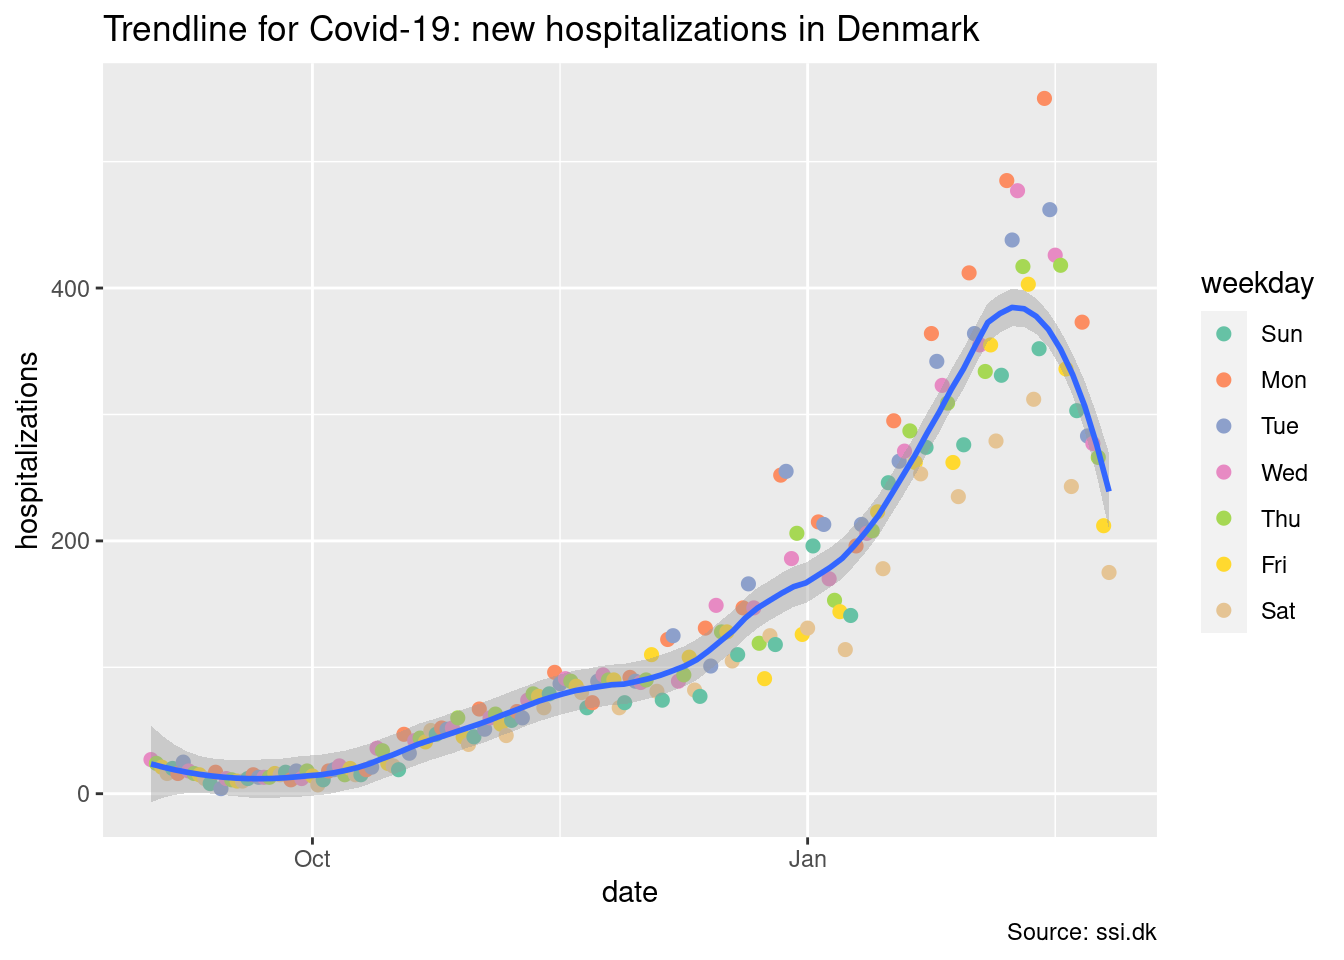 Trendline for Covid-19: new hospitalizations in Denmark
hospitalizations
400
200
0
Oct
Jan
date
weekday
Sun
Mon
Tue
Wed
Thu
Fri
Sat
Source: ssi.dk